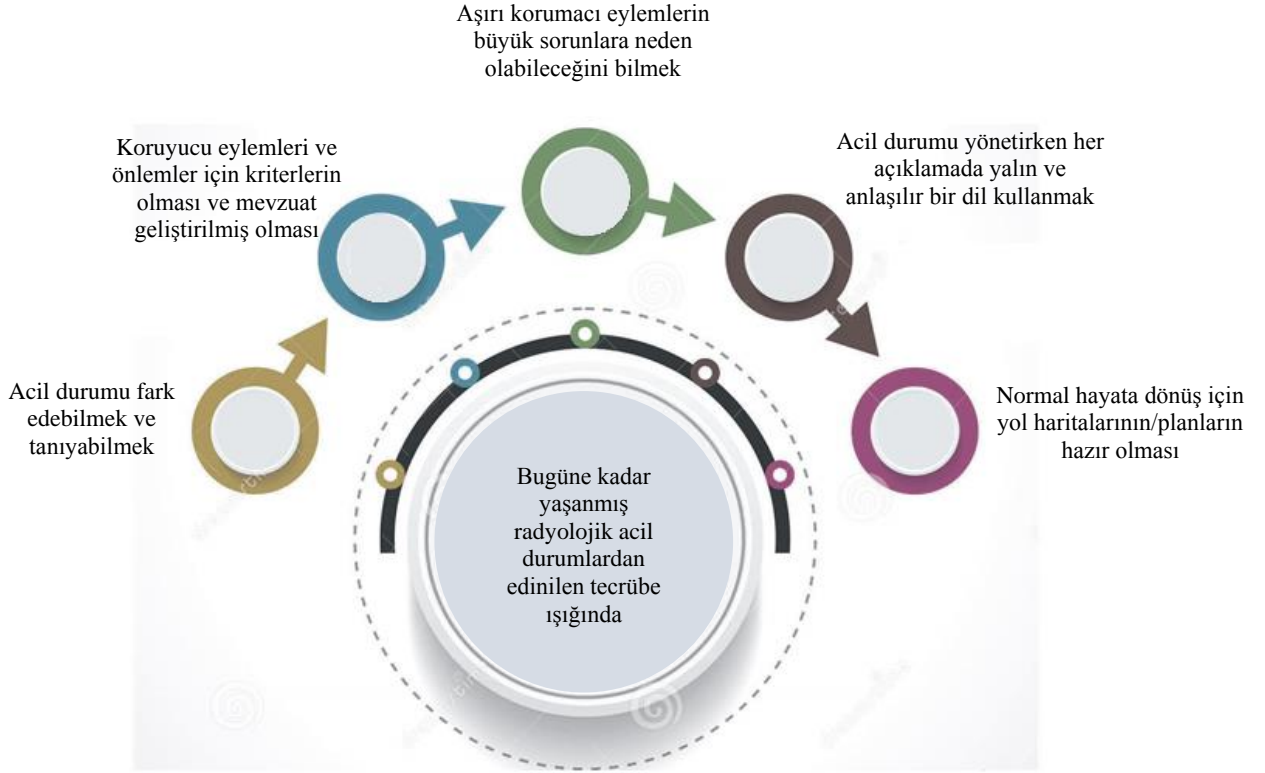 Aşırı korumacı eylemlerin
büyük sorunlara neden
olabileceğini bilmek
Koruyucu eylemleri ve
önlemler için kriterlerin
olması ve mevzuat
geliştirilmiş olması
Acil durumu yönetirken her
açıklamada yalın ve
anlaşılır bir dil kullanmak
Acil durumu fark
edebilmek ve
tanıyabilmek
Normal hayata dönüş için
yol haritalarının/planların
hazır olması
Bugüne kadar
yaşanmış
radyolojik acil
durumlardan
edinilen tecrübe
ışığında